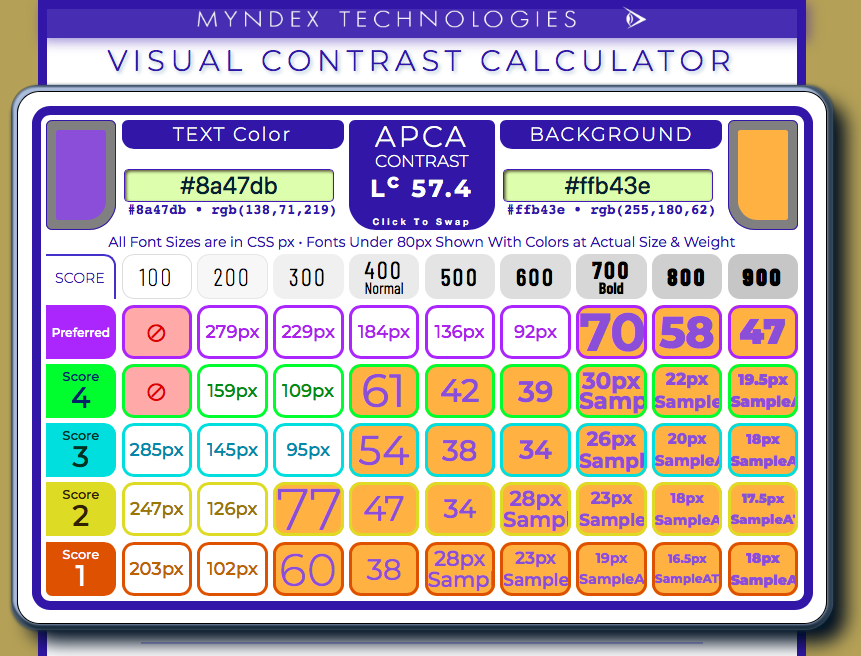 MYNDEX TECHNOLOGIES
VISUAL CONTRAST CALCULATOR
TEXT Color
APCA
CONTRAST
Lc 57.4
Click To Swap
BACKGROUND
#8a47db
#8a47db • rgb(138,71,219)
#ffb43e
#ffb43e • rgb(255,180,62)
All Font Sizes are in CSS px • Fonts Under 80px Shown With Colors at Actual Size & Weight
SCORE 100 200 300 400 Normal 500 600 700 Bold 800 900
Preferred 279px 229px 184px 136px 92px 70 58 47
Score 4 159px 109px 61 42 39 30px Samp 22px Sample 19.5px SampleA
Score 3 285px 145px 95px 54 38 34 26px Sampl 20px SampleA 18px SampleA
Score 2 247px 126px 77 47 34 28px Sampl 23px Sample 18px SampleA 17.5px SampleAT
Score 1 203px 102px 60 38 28px Samp 23px Sample 19px SampleA 16.5px SampleAT 18px SampleA